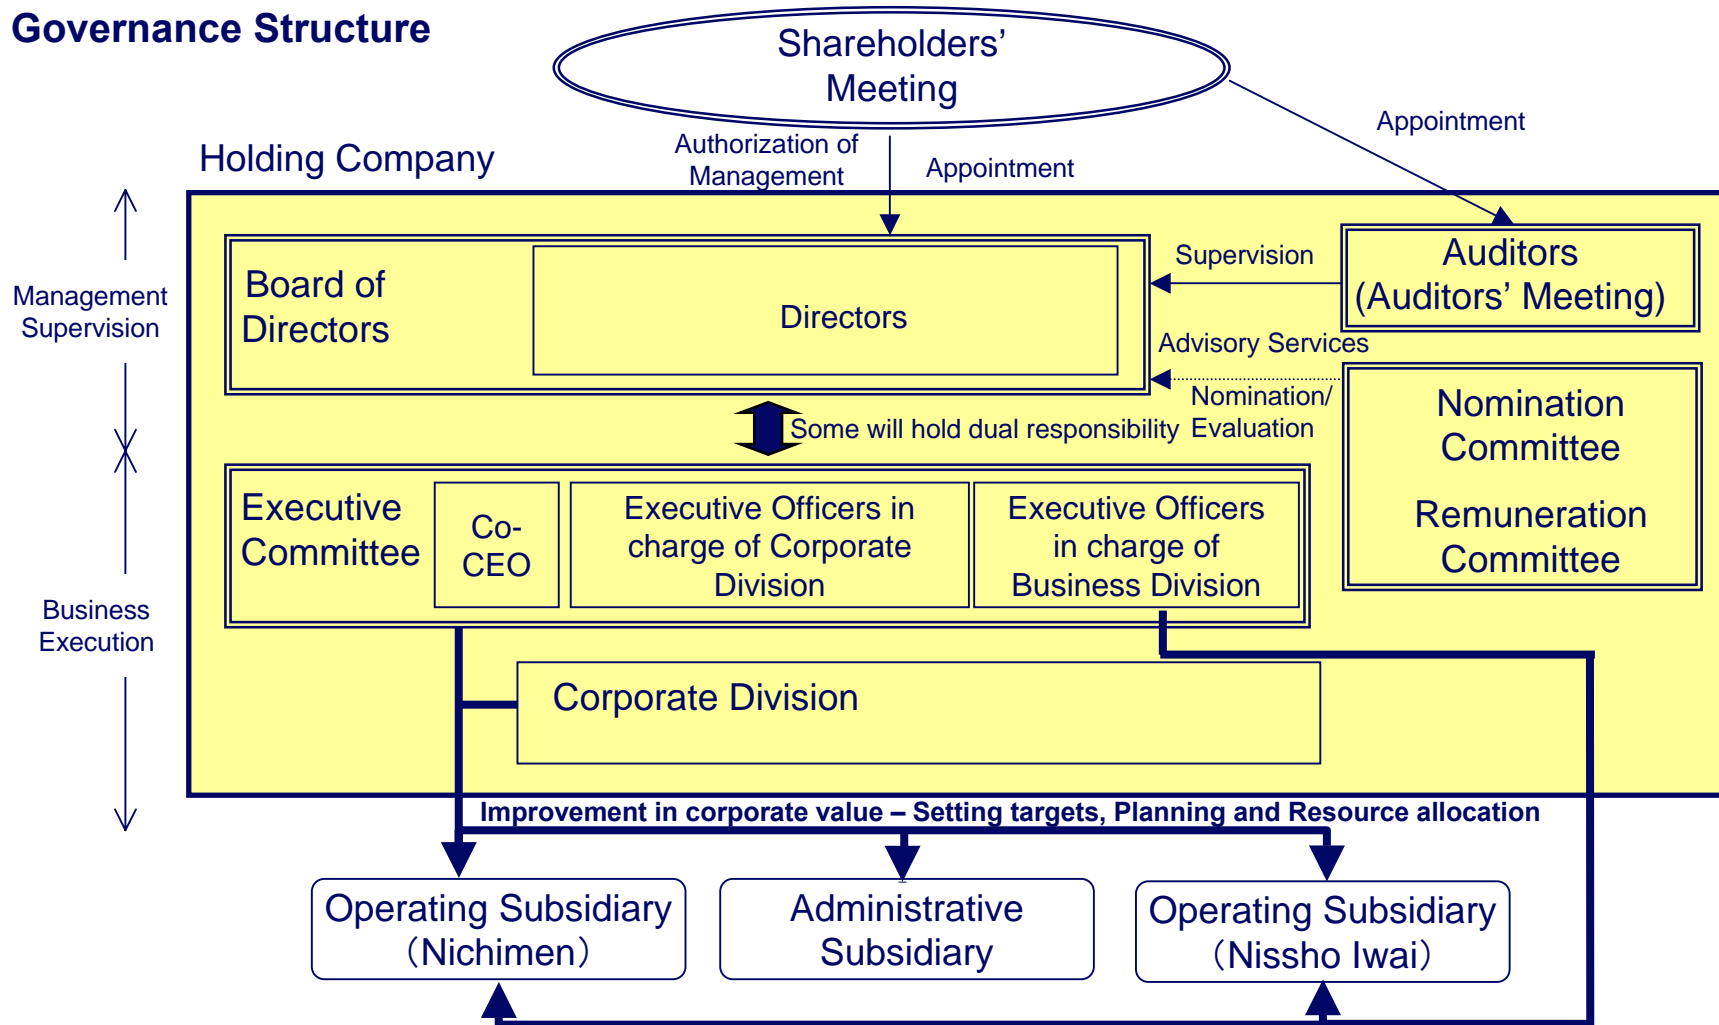 Governance Structure
Shareholders’
Meeting
Appointment
Authorization of
Management
Appointment
Holding Company
Management
Supervision
Board of
Directors
Directors
Supervision
Auditors
(Auditors’ Meeting)
Advisory Services
Nomination/
Evaluation
Nomination
Committee
Remuneration
Committee
Some will hold dual responsibility
Business
Execution
Executive
Committee
Co-
CEO
Executive Officers in
charge of Corporate
Division
Executive Officers
in charge of
Business Division
Corporate Division
Improvement in corporate value – Setting targets, Planning and Resource allocation
Operating Subsidiary
（Nichimen）
Administrative
Subsidiary
Operating Subsidiary
（Nissho Iwai）